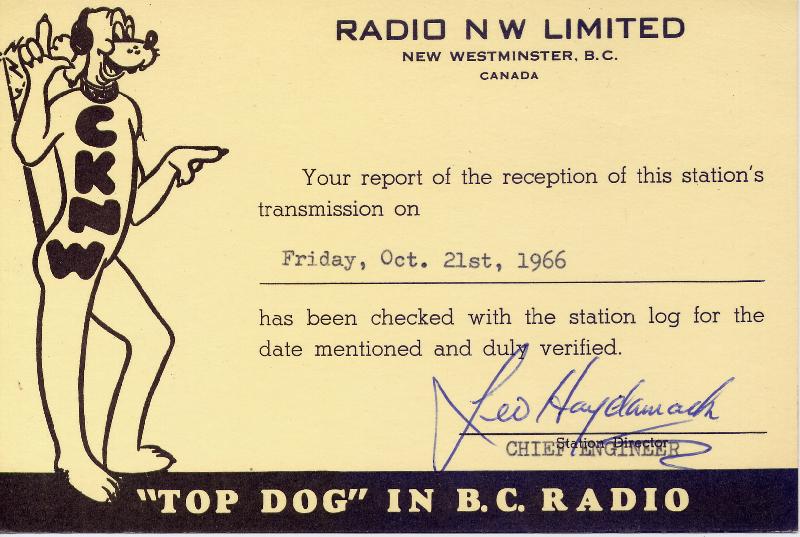 RADIO N W LIMITED
NEW WESTMINSTER, B.C.
CANADA
CKNW
Your report of the reception of this station's
transmission on
Friday, Oct. 21st, 1966
has been checked with the station log for the
date mentioned and duly verified.
Leo Haydamack
Station Director
CHIEF ENGINEER
"TOP DOG" IN B.C. RADIO